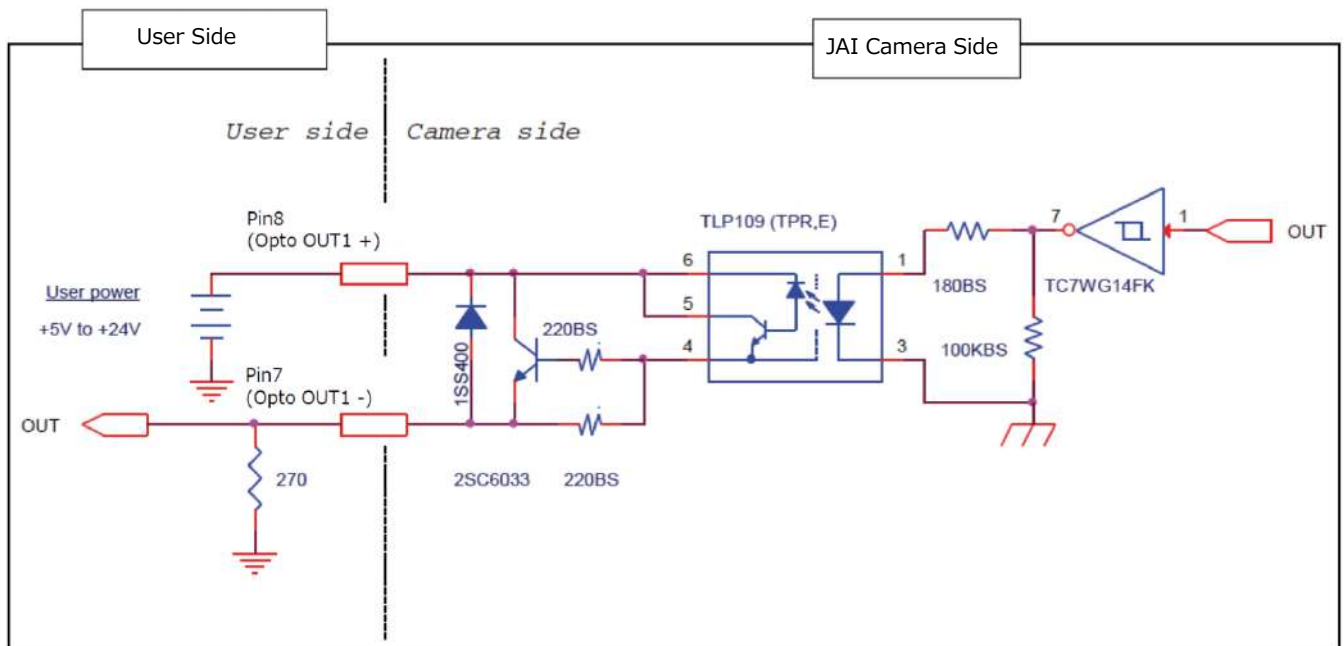 User Side
JAI Camera Side
User side
Camera side
Pin8
(Opto OUT1 +)
TLP109 (TPR,E)
7
1
OUT
6
1
User power
+5V to +24V
5
180BS
TC7WG14FK
220BS
4
3
100KBS
1SS400
Pin7
(Opto OUT1 -)
OUT
270
2SC6033
220BS